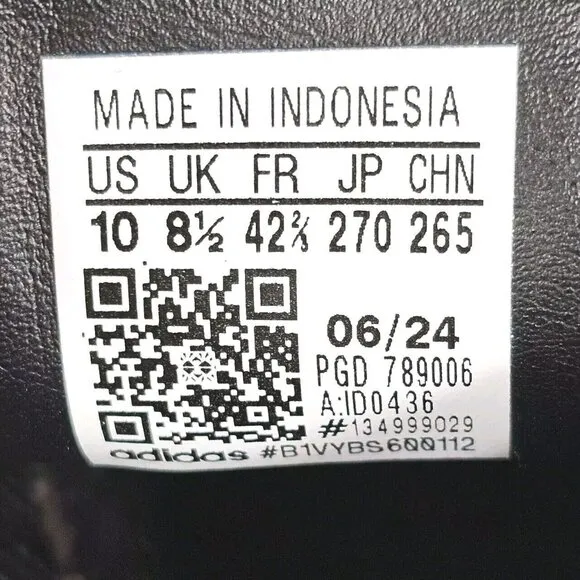 MADE IN INDONESIA
US UK FR JP CHN
10 8½ 42⅔ 270 265
06/24
PGD 789006
A:ID0436
#134999029
adidas #B1VYBS600112